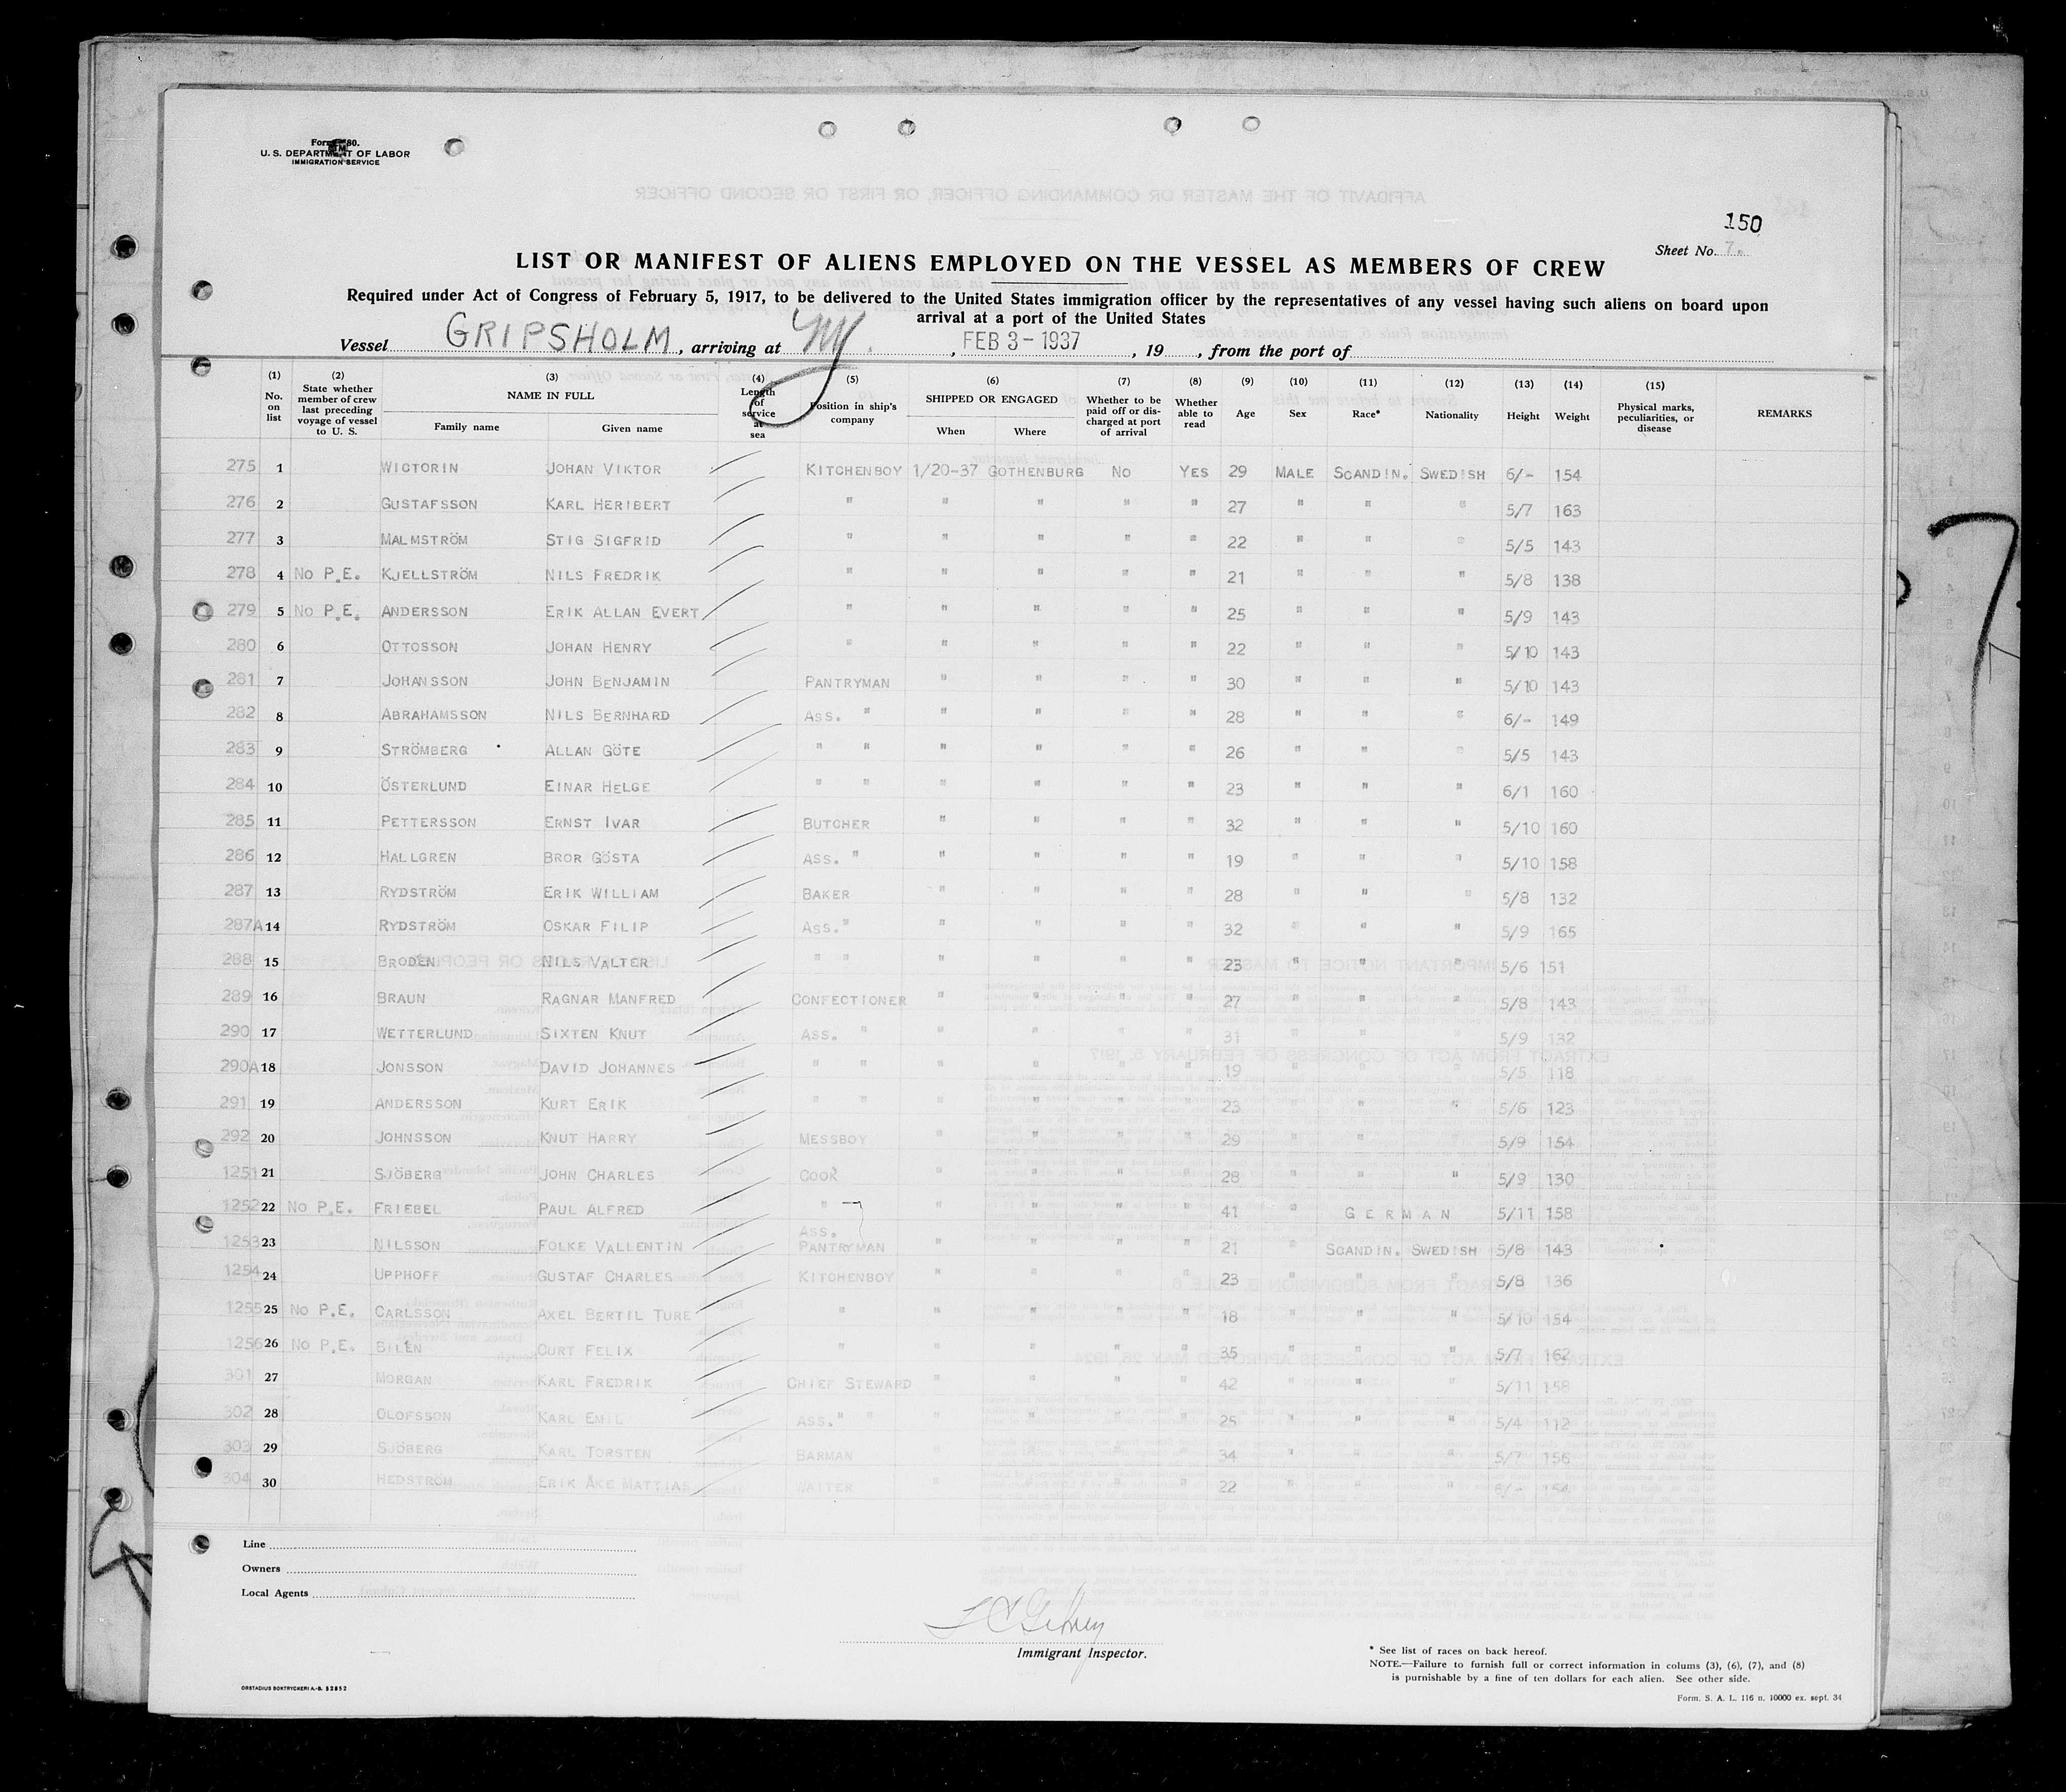 Form 680.
U. S. DEPARTMENT OF LABOR
IMMIGRATION SERVICE
150
Sheet No. 7.
LIST OR MANIFEST OF ALIENS EMPLOYED ON THE VESSEL AS MEMBERS OF CREW
Required under Act of Congress of February 5, 1917, to be delivered to the United States immigration officer by the representatives of any vessel having such aliens on board upon
arrival at a port of the United States
Vessel GRIPSHOLM, arriving at NY., FEB 3-1937, 19, from the port of
(1) No. on list (2) State whether member of crew last preceding voyage of vessel to U. S. (3) NAME IN FULL Family name Given name (4) Length of service at sea (5) Position in ship's company (6) SHIPPED OR ENGAGED When Where (7) Whether to be paid off or discharged at port of arrival (8) Whether able to read (9) Age (10) Sex (11) Race* (12) Nationality (13) Height (14) Weight (15) Physical marks, peculiarities, or disease REMARKS
275 1 WICTORIN JOHAN VIKTOR KITCHENBOY 1/20-37 GOTHENBURG NO YES 29 MALE SCANDIN. SWEDISH 6/- 154
276 2 GUSTAFSSON KARL HERIBERT " " " " " 27 " " " 5/7 163
277 3 MALMSTRÖM STIG SIGFRID " " " " " 22 " " " 5/5 143
278 4 NO P.E. KJELLSTRÖM NILS FREDRIK " " " " " 21 " " " 5/8 138
279 5 NO P.E. ANDERSSON ERIK ALLAN EVERT " " " " " 25 " " " 5/9 143
280 6 OTTOSSON JOHAN HENRY " " " " " 22 " " " 5/10 143
281 7 JOHANSSON JOHN BENJAMIN PANTRYMAN " " " " 30 " " " 5/10 143
282 8 ABRAHAMSSON NILS BERNHARD ASS. " " " " " 28 " " " 6/- 149
283 9 STRÖMBERG ALLAN GÖTE " " " " " " 26 " " " 5/5 143
284 10 ÖSTERLUND EINAR HELGE " " " " " " 23 " " " 6/1 160
285 11 PETTERSSON ERNST IVAR BUTCHER " " " " 32 " " " 5/10 160
286 12 HALLGREN BROR GÖSTA ASS. " " " " " 19 " " " 5/10 158
287 13 RYDSTRÖM ERIK WILLIAM BAKER " " " " 28 " " " 5/8 132
287A 14 RYDSTRÖM OSKAR FILIP ASS. " " " " " 32 " " " 5/9 165
288 15 BRODÉN NILS VALTER " " " " " " 23 " " " 5/6 151
289 16 BRAUN RAGNAR MANFRED CONFECTIONER " " " " 27 " " " 5/8 143
290 17 WETTERLUND SIXTEN KNUT ASS. " " " " " 31 " " " 5/9 132
290A 18 JONSSON DAVID JOHANNES " " " " " " 19 " " " 5/5 118
291 19 ANDERSSON KURT ERIK " " " " " " 23 " " " 5/6 123
292 20 JOHNSSON KNUT HARRY MESSBOY " " " " 29 " " " 5/9 154
1251 21 SJÖBERG JOHN CHARLES COOK " " " " 28 " " " 5/9 130
1252 22 NO P.E. FRIEBEL PAUL ALFRED " " " " " 41 " GERMAN 5/11 158
1253 23 NILSSON FOLKE VALLENTIN ASS. PANTRYMAN " " " " 21 " SCANDIN. SWEDISH 5/8 143
1254 24 UPPHOFF GUSTAF CHARLES KITCHENBOY " " " " 23 " " " 5/8 136
1255 25 NO P.E. CARLSSON AXEL BERTIL TURE " " " " " 18 " " " 5/10 154
1256 26 NO P.E. BILÉN CURT FELIX " " " " " 35 " " " 5/7 162
301 27 MORGAN KARL FREDRIK CHIEF STEWARD " " " " 42 " " " 5/11 158
302 28 OLOFSSON KARL EMIL ASS. " " " " " " 25 " " " 5/4 112
303 29 SJÖBERG KARL TORSTEN BARMAN " " " " 34 " " " 156
304 30 HEDSTRÖM ERIK ÅKE MATTIAS WAITER " " " " 22 " " " 6/- 154
Line
Owners
Local Agents
Immigrant Inspector.
* See list of races on back hereof.
NOTE.—Failure to furnish full or correct information in colums (3), (6), (7), and (8)
is purnishable by a fine of ten dollars for each alien. See other side.
ORSTADIUS BOKTRYCKERI A.-B. 52852
Form. S. A. L. 116 n. 10000 ex. sept. 34